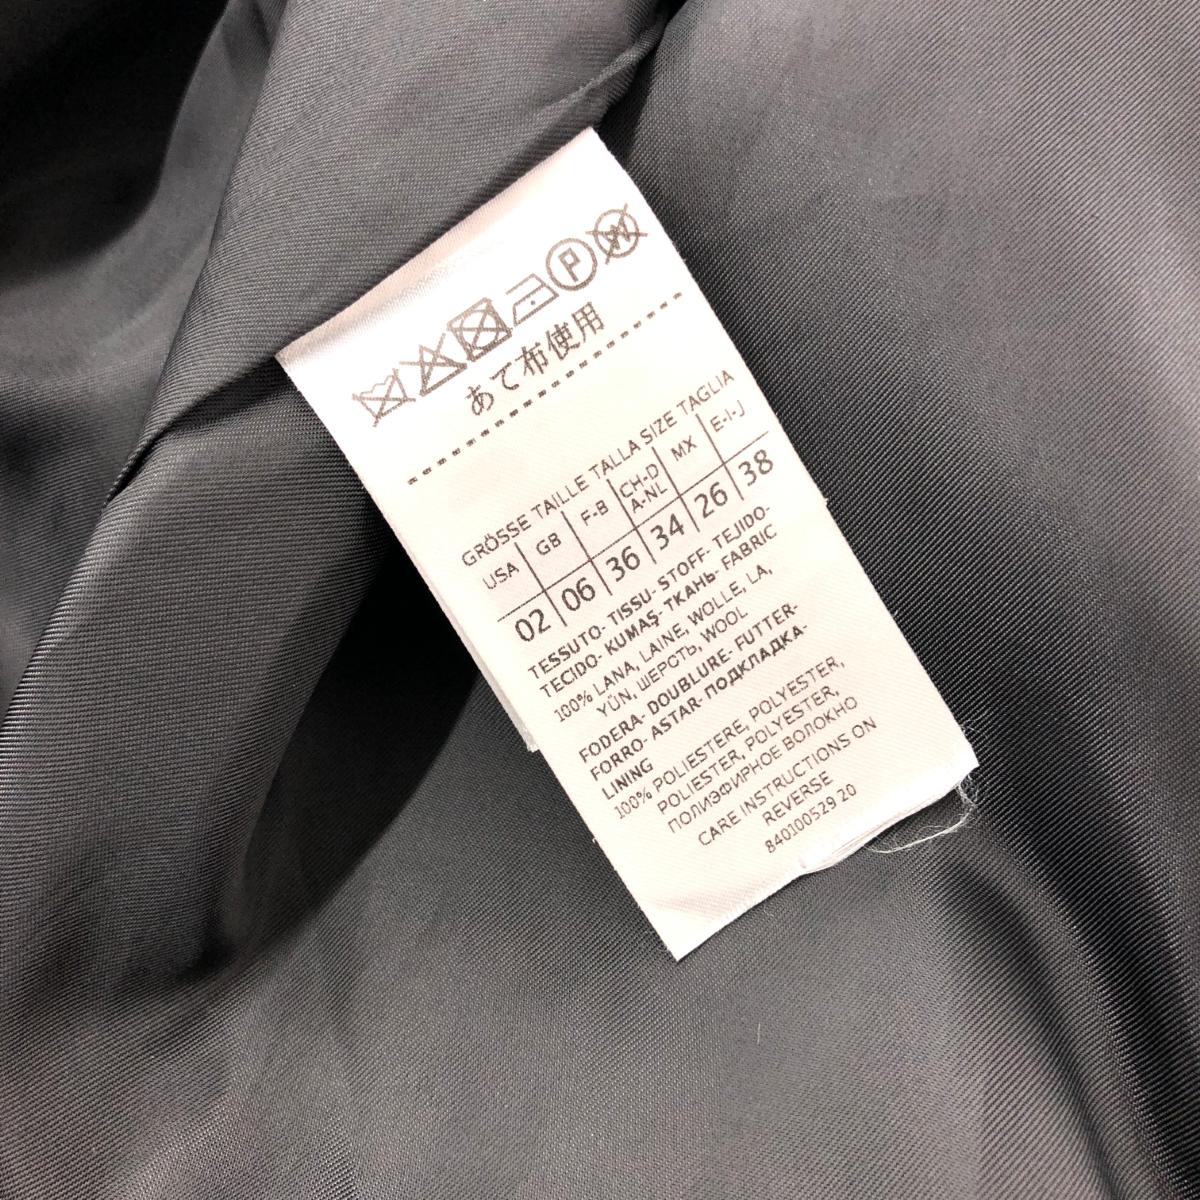 P W
あて布使用
GRÖSSE TAILLE TALLA SIZE TAGLIA
USA GB F-B CH-D A-NL MX E-I-J
02 06 36 34 26 38
TESSUTO- TISSU- STOFF- TEJIDO-
TECIDO- KUMAŞ- ТКАНЬ- FABRIC
100% LANA, LAINE, WOLLE, LA,
YÜN, ШЕРСТЬ, WOOL
FODERA- DOUBLURE- FUTTER-
FORRO- ASTAR- ПОДКЛАДКА-
LINING
100% POLIESTERE, POLYESTER,
POLIESTER, POLYESTER,
ПОЛИЭФИРНОЕ ВОЛОКНО
CARE INSTRUCTIONS ON
REVERSE
840100529 20